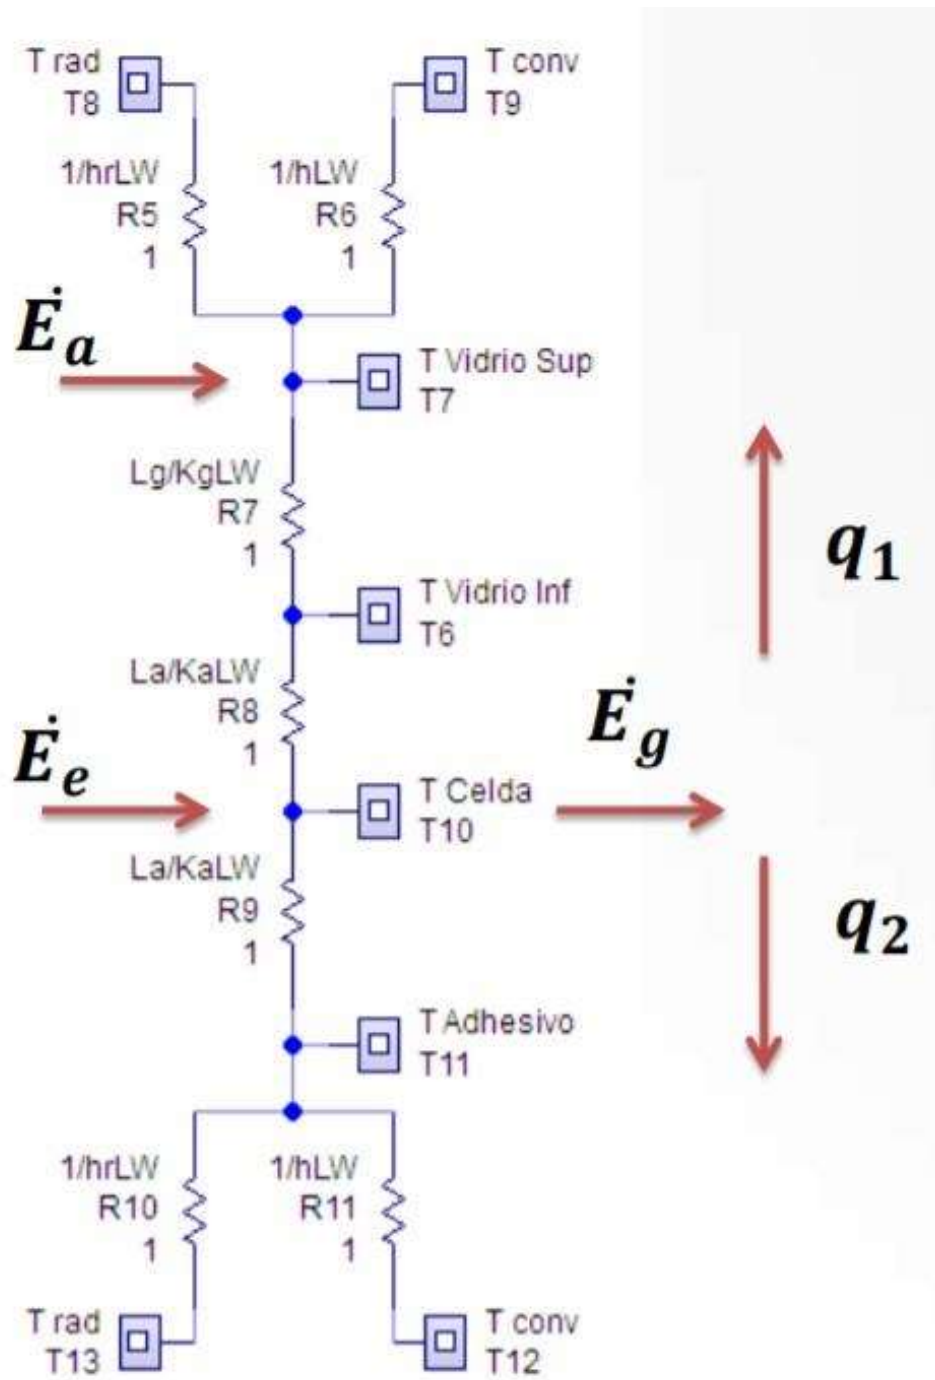 T rad
T8
T conv
T9
1/hrLW
R5
1
1/hLW
R6
1
Ėa
T Vidrio Sup
T7
Lg/KgLW
R7
1
q1
T Vidrio Inf
T6
La/KaLW
R8
1
Ėe
Ėg
T Celda
T10
La/KaLW
R9
1
q2
T Adhesivo
T11
1/hrLW
R10
1
1/hLW
R11
1
T rad
T13
T conv
T12